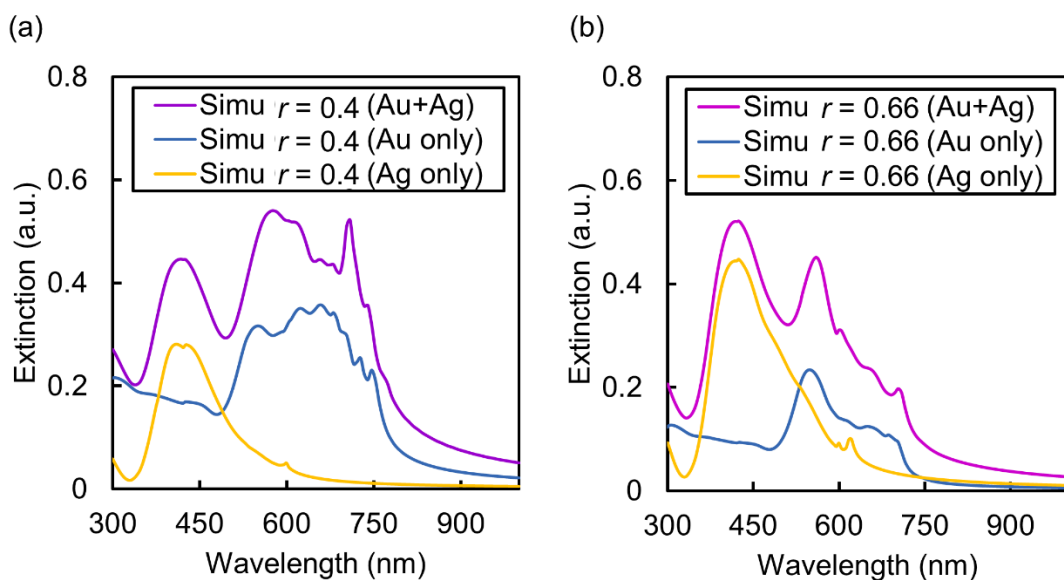 (a)
0.8
0.6
0.4
0.2
0
Extinction (a.u.)
Simu r = 0.4 (Au+Ag)
Simu r = 0.4 (Au only)
Simu r = 0.4 (Ag only)
300 450 600 750 900
Wavelength (nm)
(b)
0.8
0.6
0.4
0.2
0
Extinction (a.u.)
Simu r = 0.66 (Au+Ag)
Simu r = 0.66 (Au only)
Simu r = 0.66 (Ag only)
300 450 600 750 900
Wavelength (nm)